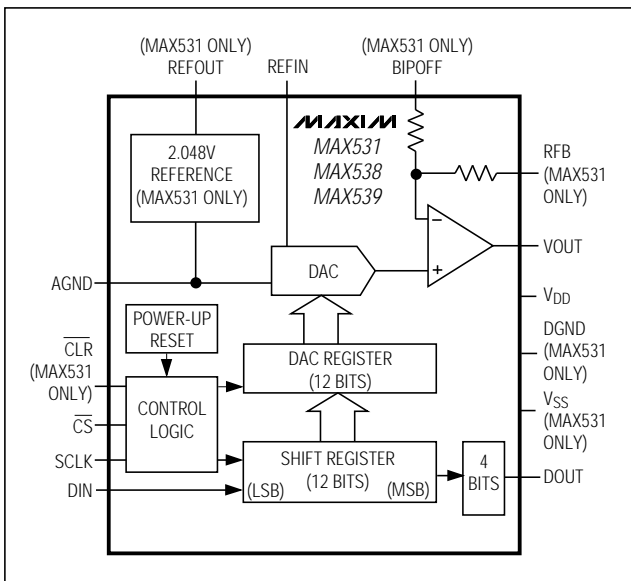 (MAX531 ONLY)
REFOUT
REFIN
(MAX531 ONLY)
BIPOFF
MAXIM
MAX531
MAX538
MAX539
2.048V
REFERENCE
(MAX531 ONLY)
RFB
(MAX531
ONLY)
VOUT
AGND
DAC
VDD
POWER-UP
RESET
DGND
(MAX531
ONLY)
CLR
(MAX531
ONLY)
DAC REGISTER
(12 BITS)
CONTROL
LOGIC
VSS
(MAX531
ONLY)
CS
SCLK
SHIFT REGISTER
(12 BITS)
(LSB)
(MSB)
4
BITS
DOUT
DIN